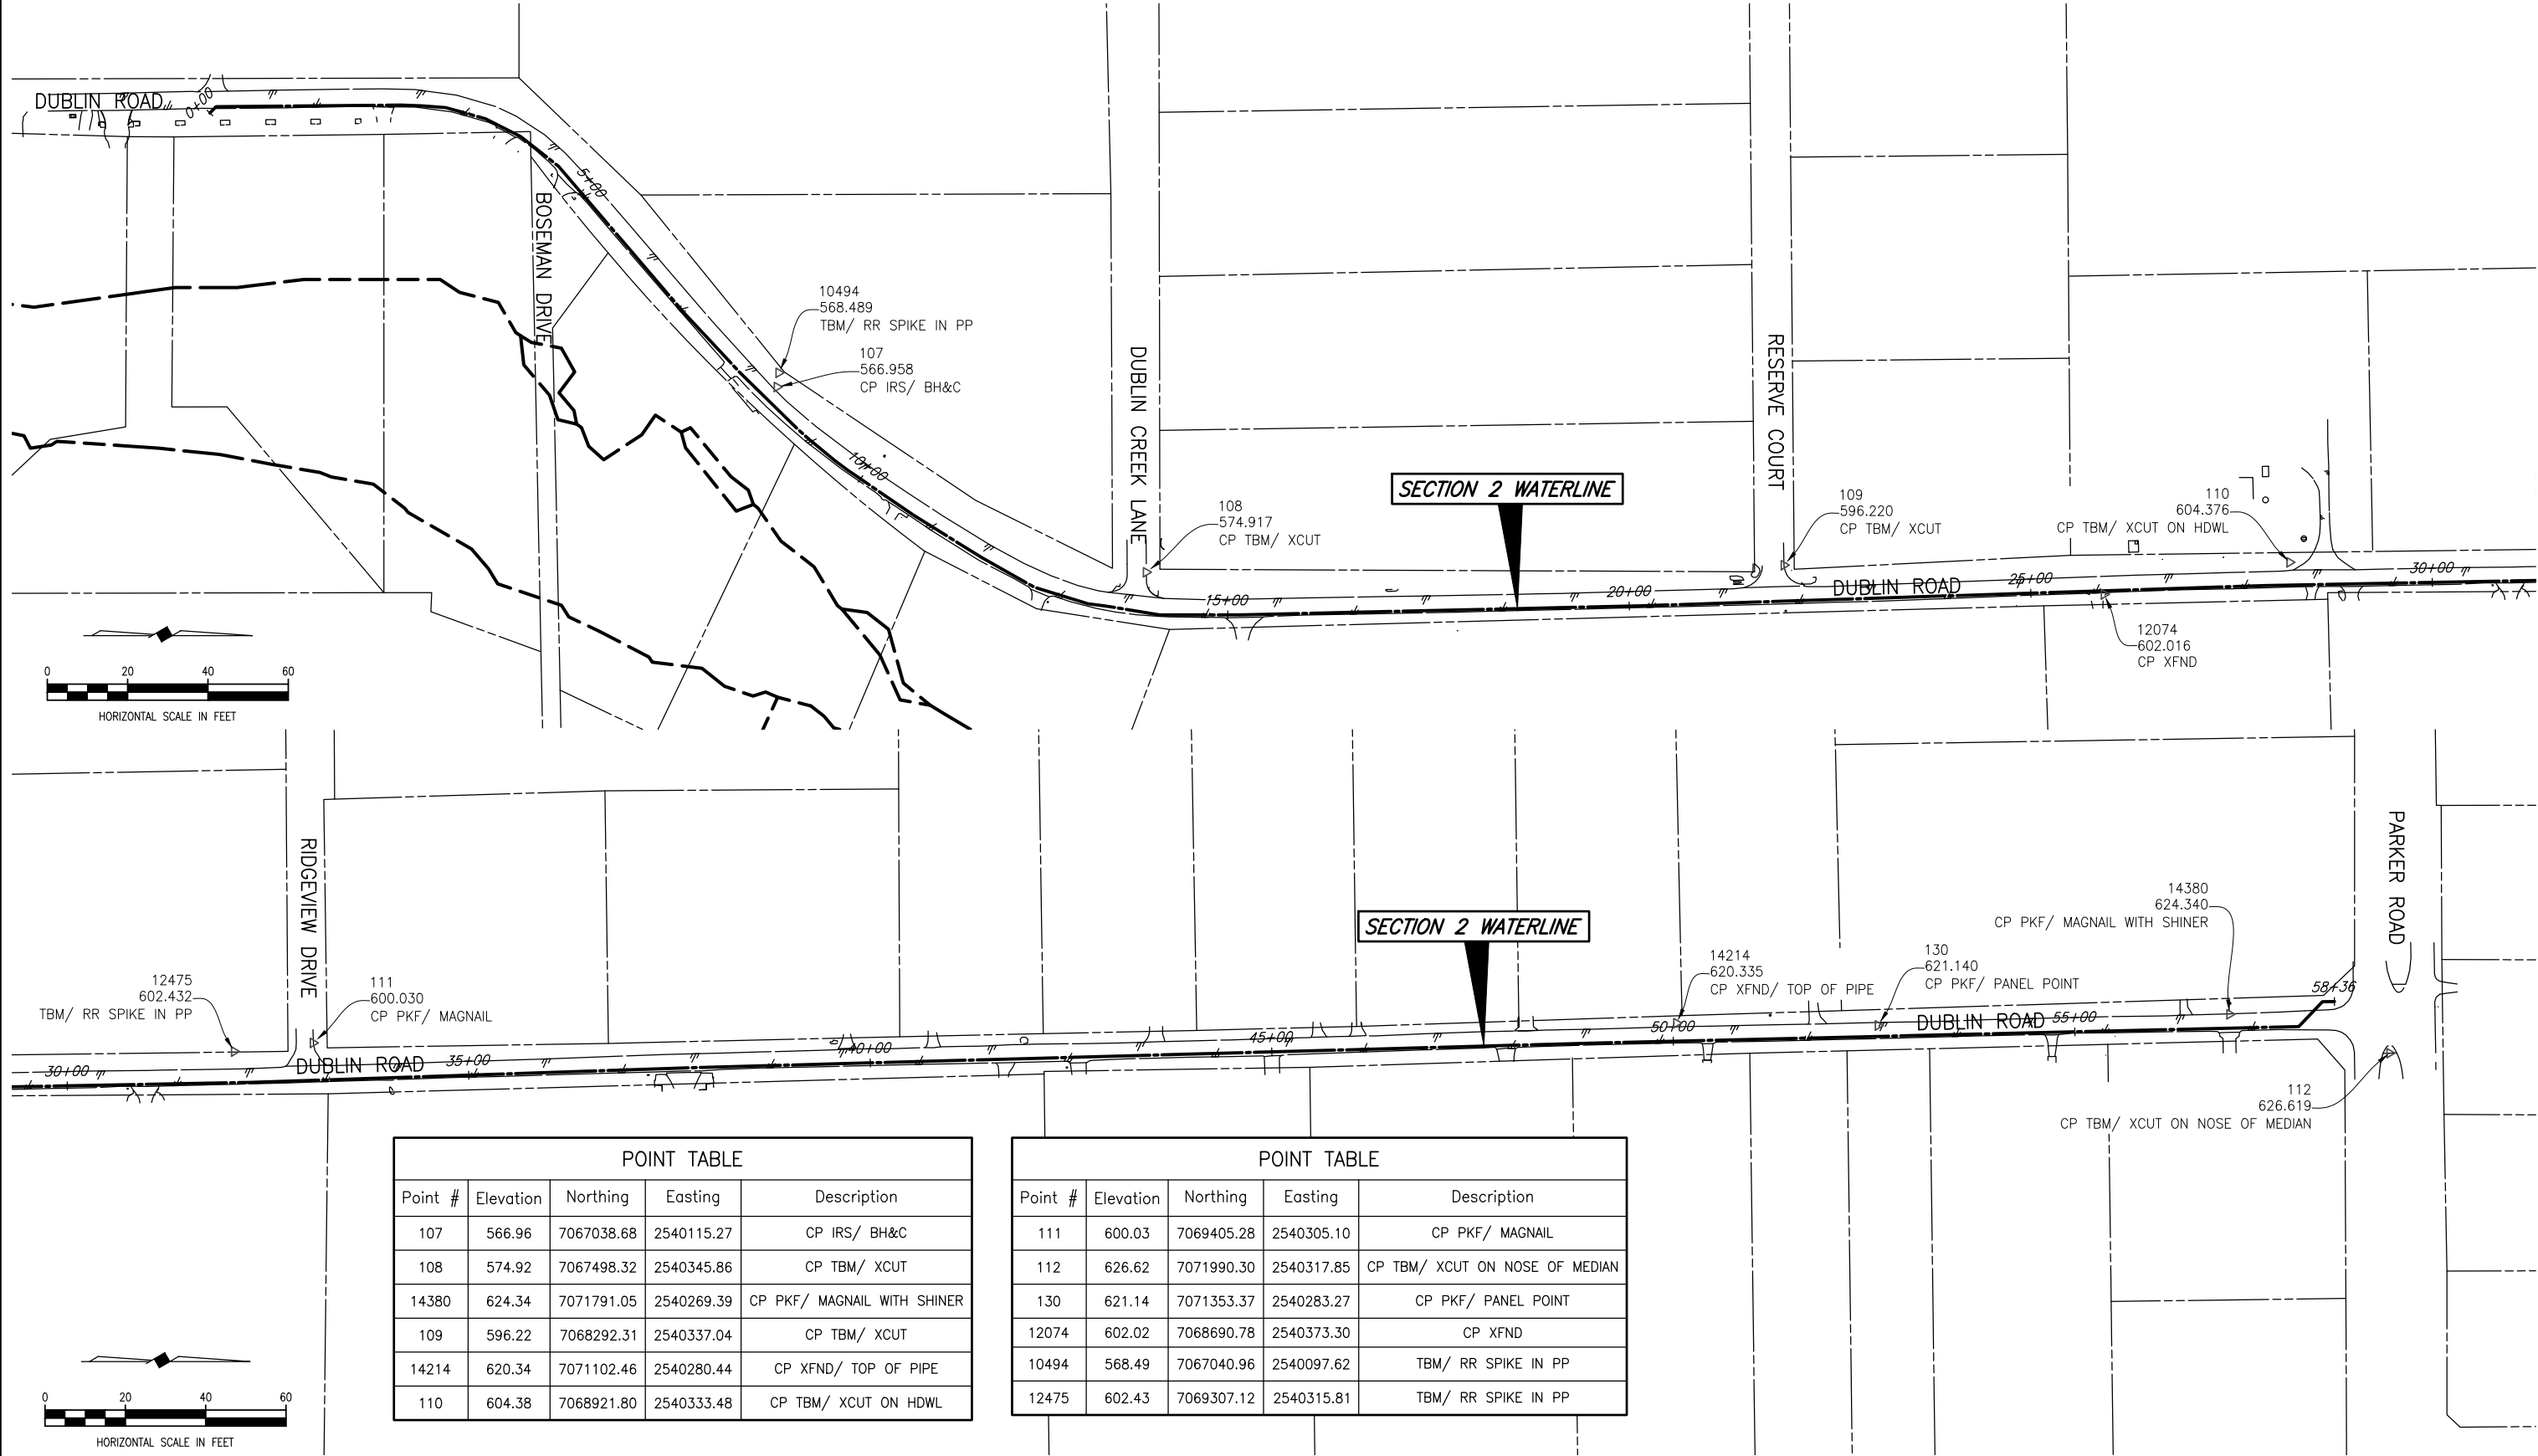 DUBLIN ROAD
0+00
5+00
BOSEMAN DRIVE
10494
568.489
TBM/ RR SPIKE IN PP
107
566.958
CP IRS/ BH&C
10+00
DUBLIN CREEK LANE
108
574.917
CP TBM/ XCUT
15+00
SECTION 2 WATERLINE
20+00
RESERVE COURT
109
596.220
CP TBM/ XCUT
DUBLIN ROAD
25+00
110
604.376
CP TBM/ XCUT ON HDWL
30+00
12074
602.016
CP XFND
0 20 40 60
HORIZONTAL SCALE IN FEET
RIDGEVIEW DRIVE
12475
602.432
TBM/ RR SPIKE IN PP
111
600.030
CP PKF/ MAGNAIL
30+00
DUBLIN ROAD
35+00
40+00
45+00
SECTION 2 WATERLINE
50+00
14214
620.335
CP XFND/ TOP OF PIPE
130
621.140
CP PKF/ PANEL POINT
14380
624.340
CP PKF/ MAGNAIL WITH SHINER
DUBLIN ROAD
55+00
58+36
PARKER ROAD
112
626.619
CP TBM/ XCUT ON NOSE OF MEDIAN
POINT TABLE
Point # Elevation Northing Easting Description
107 566.96 7067038.68 2540115.27 CP IRS/ BH&C
108 574.92 7067498.32 2540345.86 CP TBM/ XCUT
14380 624.34 7071791.05 2540269.39 CP PKF/ MAGNAIL WITH SHINER
109 596.22 7068292.31 2540337.04 CP TBM/ XCUT
14214 620.34 7071102.46 2540280.44 CP XFND/ TOP OF PIPE
110 604.38 7068921.80 2540333.48 CP TBM/ XCUT ON HDWL
POINT TABLE
Point # Elevation Northing Easting Description
111 600.03 7069405.28 2540305.10 CP PKF/ MAGNAIL
112 626.62 7071990.30 2540317.85 CP TBM/ XCUT ON NOSE OF MEDIAN
130 621.14 7071353.37 2540283.27 CP PKF/ PANEL POINT
12074 602.02 7068690.78 2540373.30 CP XFND
10494 568.49 7067040.96 2540097.62 TBM/ RR SPIKE IN PP
12475 602.43 7069307.12 2540315.81 TBM/ RR SPIKE IN PP
0 20 40 60
HORIZONTAL SCALE IN FEET